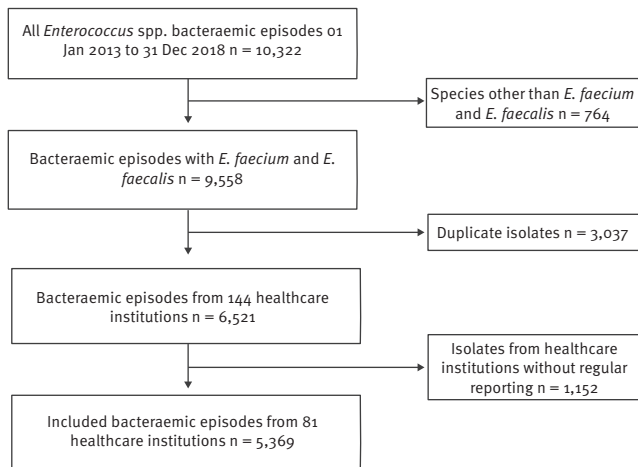 All Enterococcus spp. bacteraemic episodes 01
Jan 2013 to 31 Dec 2018 n = 10,322
Species other than E. faecium
and E. faecalis n = 764
Bacteraemic episodes with E. faecium and E.
faecalis n = 9,558
Duplicate isolates n = 3,037
Bacteraemic episodes from 144 healthcare
institutions n = 6,521
Isolates from healthcare
institutions without regular
reporting n = 1,152
Included bacteraemic episodes from 81
healthcare institutions n = 5,369